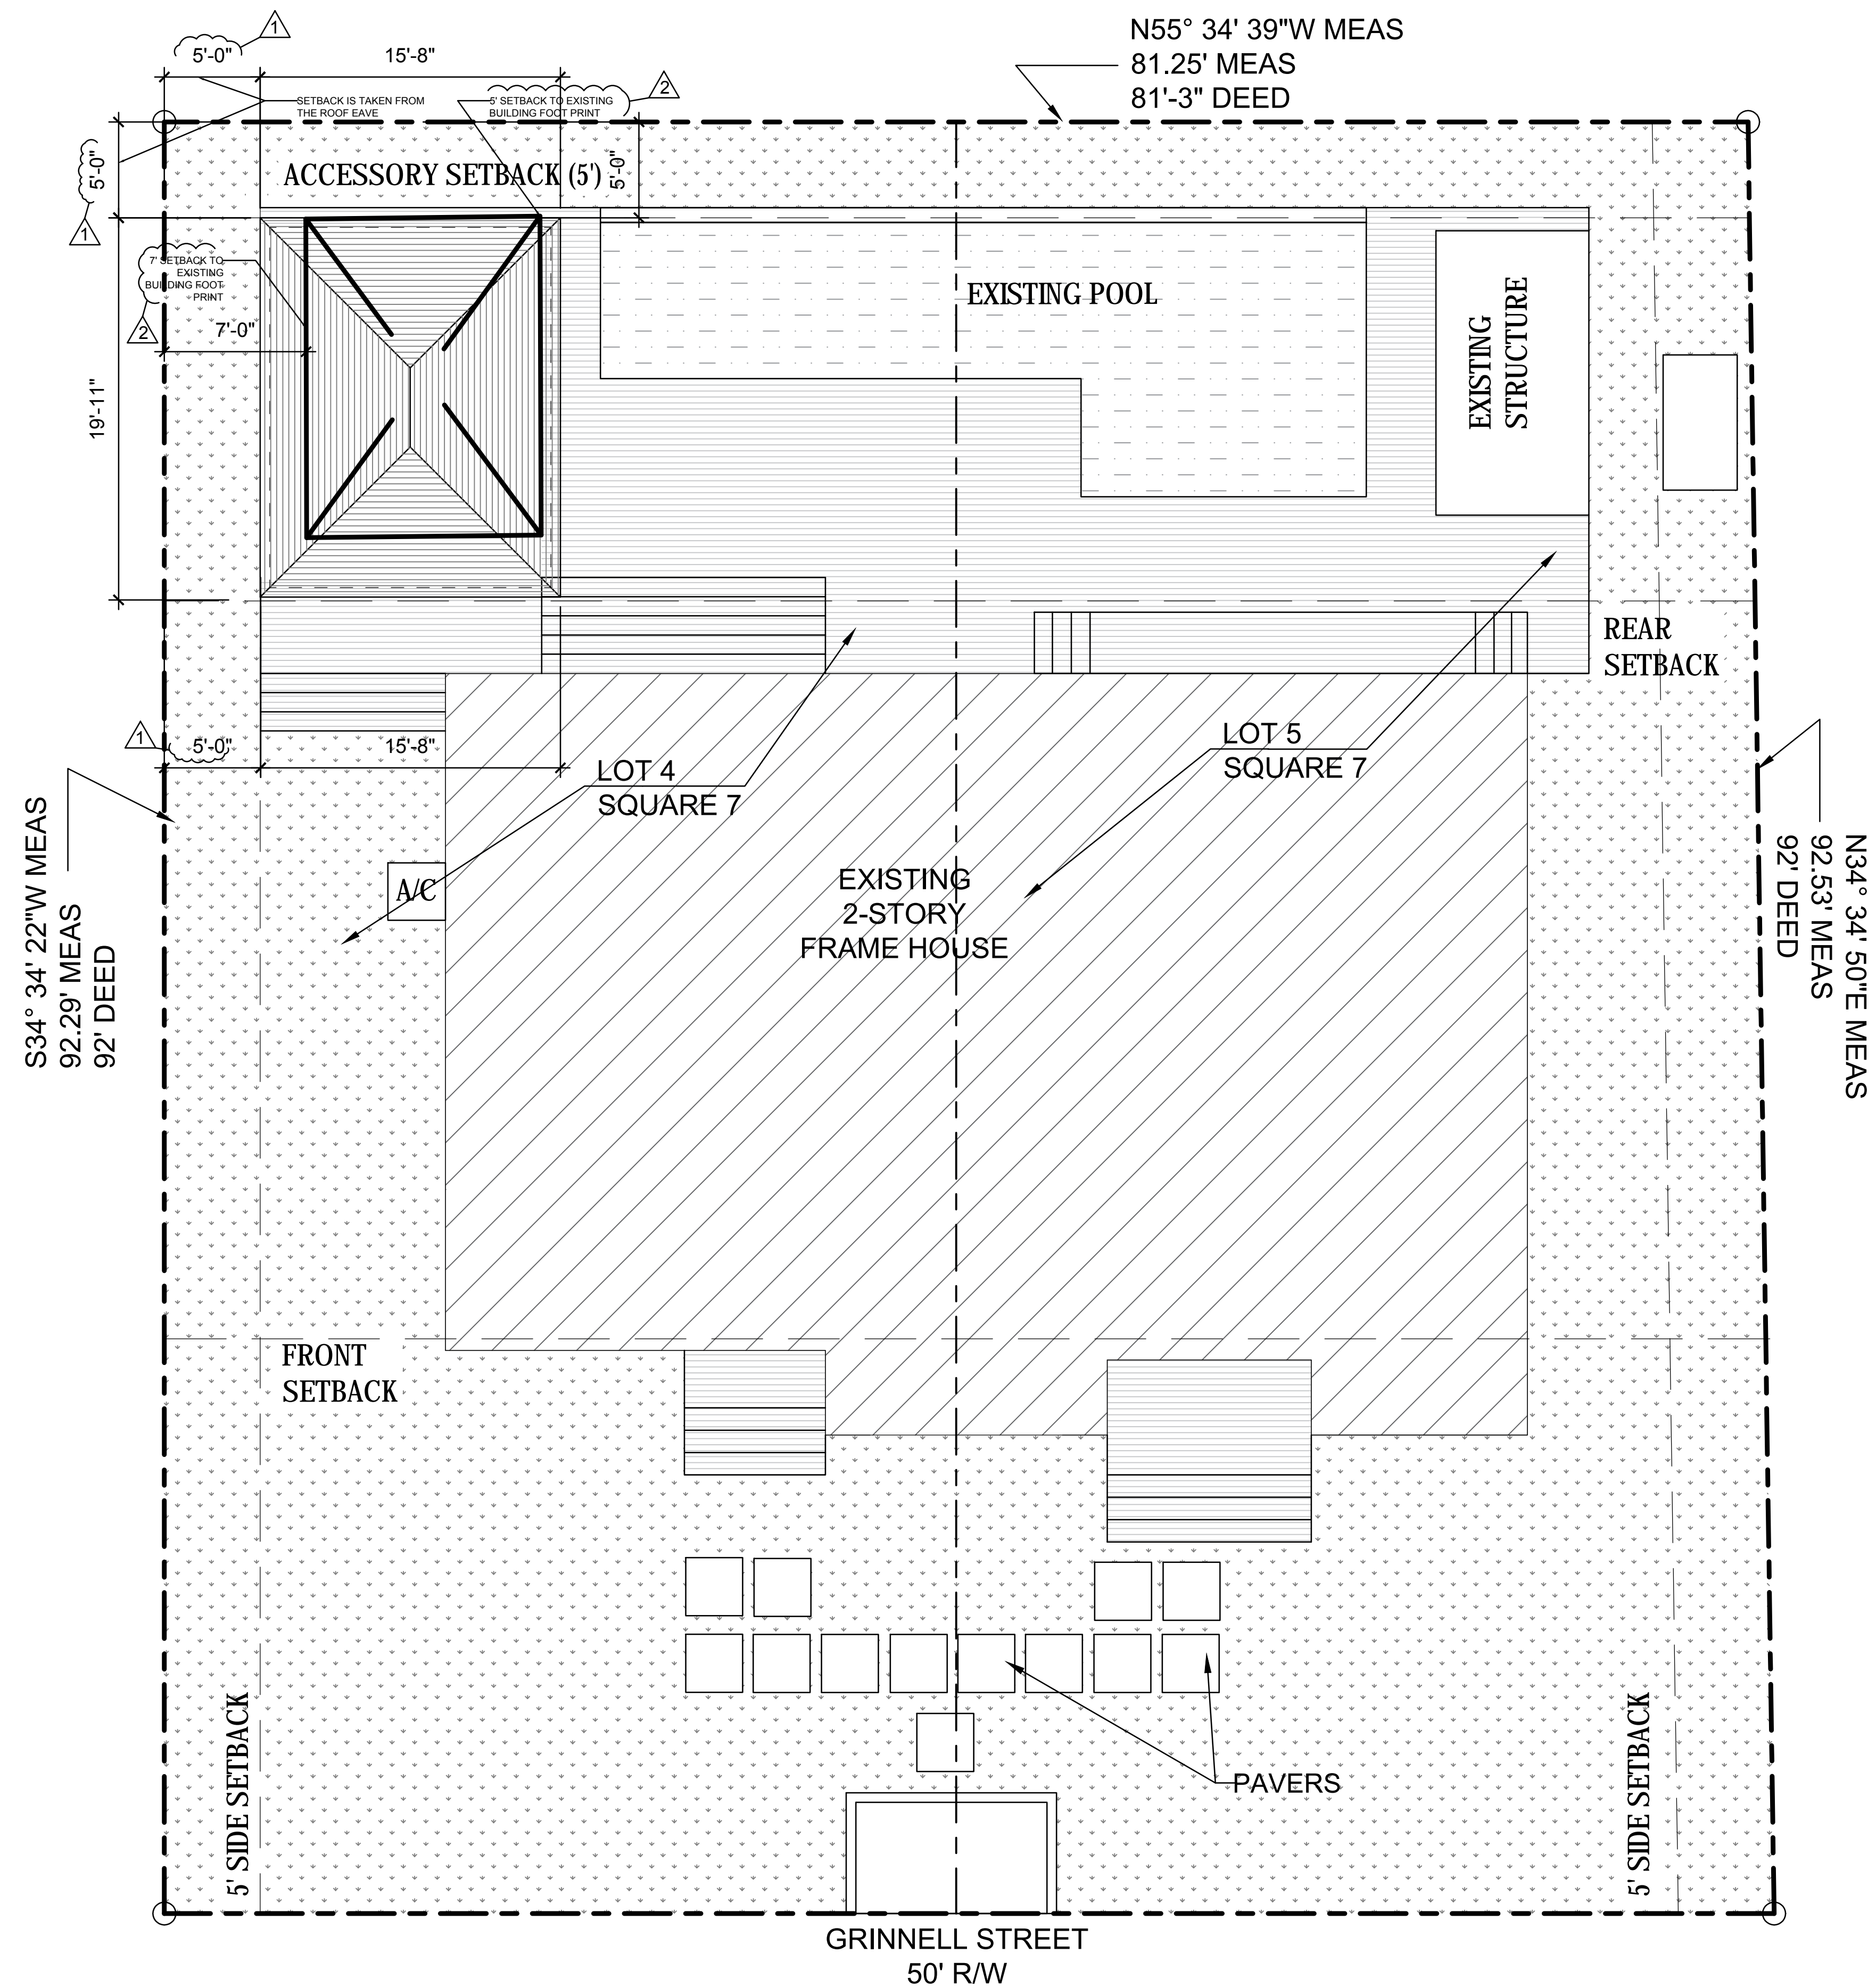 N55° 34' 39"W MEAS
81.25' MEAS
81'-3" DEED
1
5'-0"
15'-8"
2
SETBACK IS TAKEN FROM
THE ROOF EAVE
5' SETBACK TO EXISTING
BUILDING FOOT PRINT
5'-0"
1
ACCESSORY SETBACK (5')
5'-0"
7' SETBACK TO
EXISTING
BUILDING FOOT
PRINT
2
7'-0"
19'-11"
EXISTING POOL
EXISTING
STRUCTURE
REAR
SETBACK
1
5'-0"
15'-8"
LOT 4
SQUARE 7
LOT 5
SQUARE 7
S34° 34' 22"W MEAS
92.29' MEAS
92' DEED
N34° 34' 50"E MEAS
92.53' MEAS
92' DEED
A/C
EXISTING
2-STORY
FRAME HOUSE
FRONT
SETBACK
5' SIDE SETBACK
5' SIDE SETBACK
PAVERS
GRINNELL STREET
50' R/W